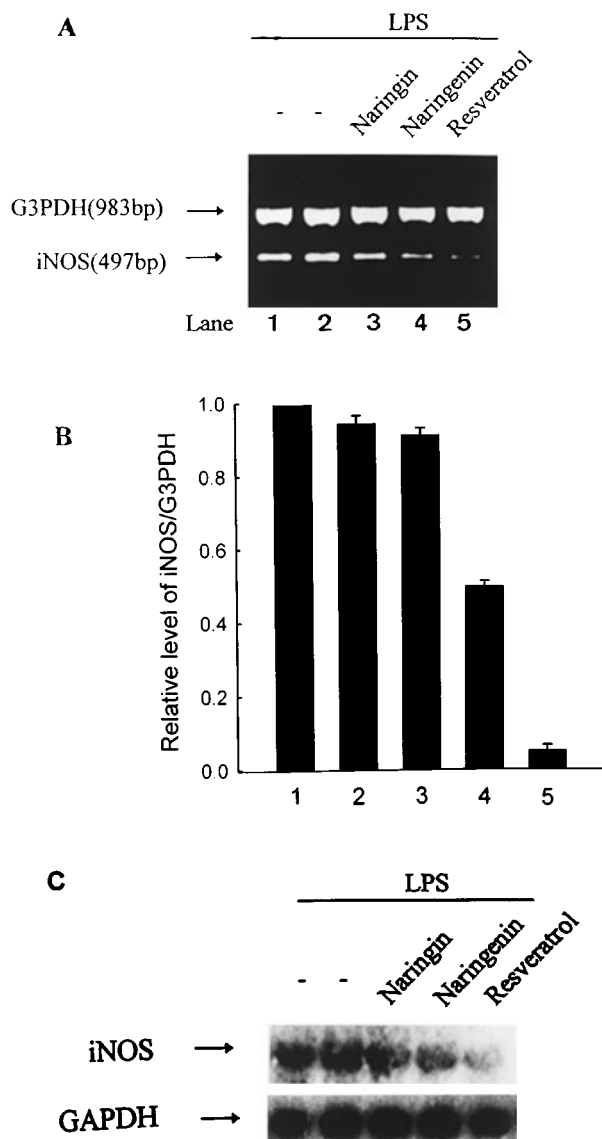 A
LPS
- - Naringin Naringenin Resveratrol
G3PDH(983bp)
iNOS(497bp)
Lane 1 2 3 4 5
B
Relative level of iNOS/G3PDH
1.0
0.8
0.6
0.4
0.2
0.0
1 2 3 4 5
C
LPS
- - Naringin Naringenin Resveratrol
iNOS
GAPDH